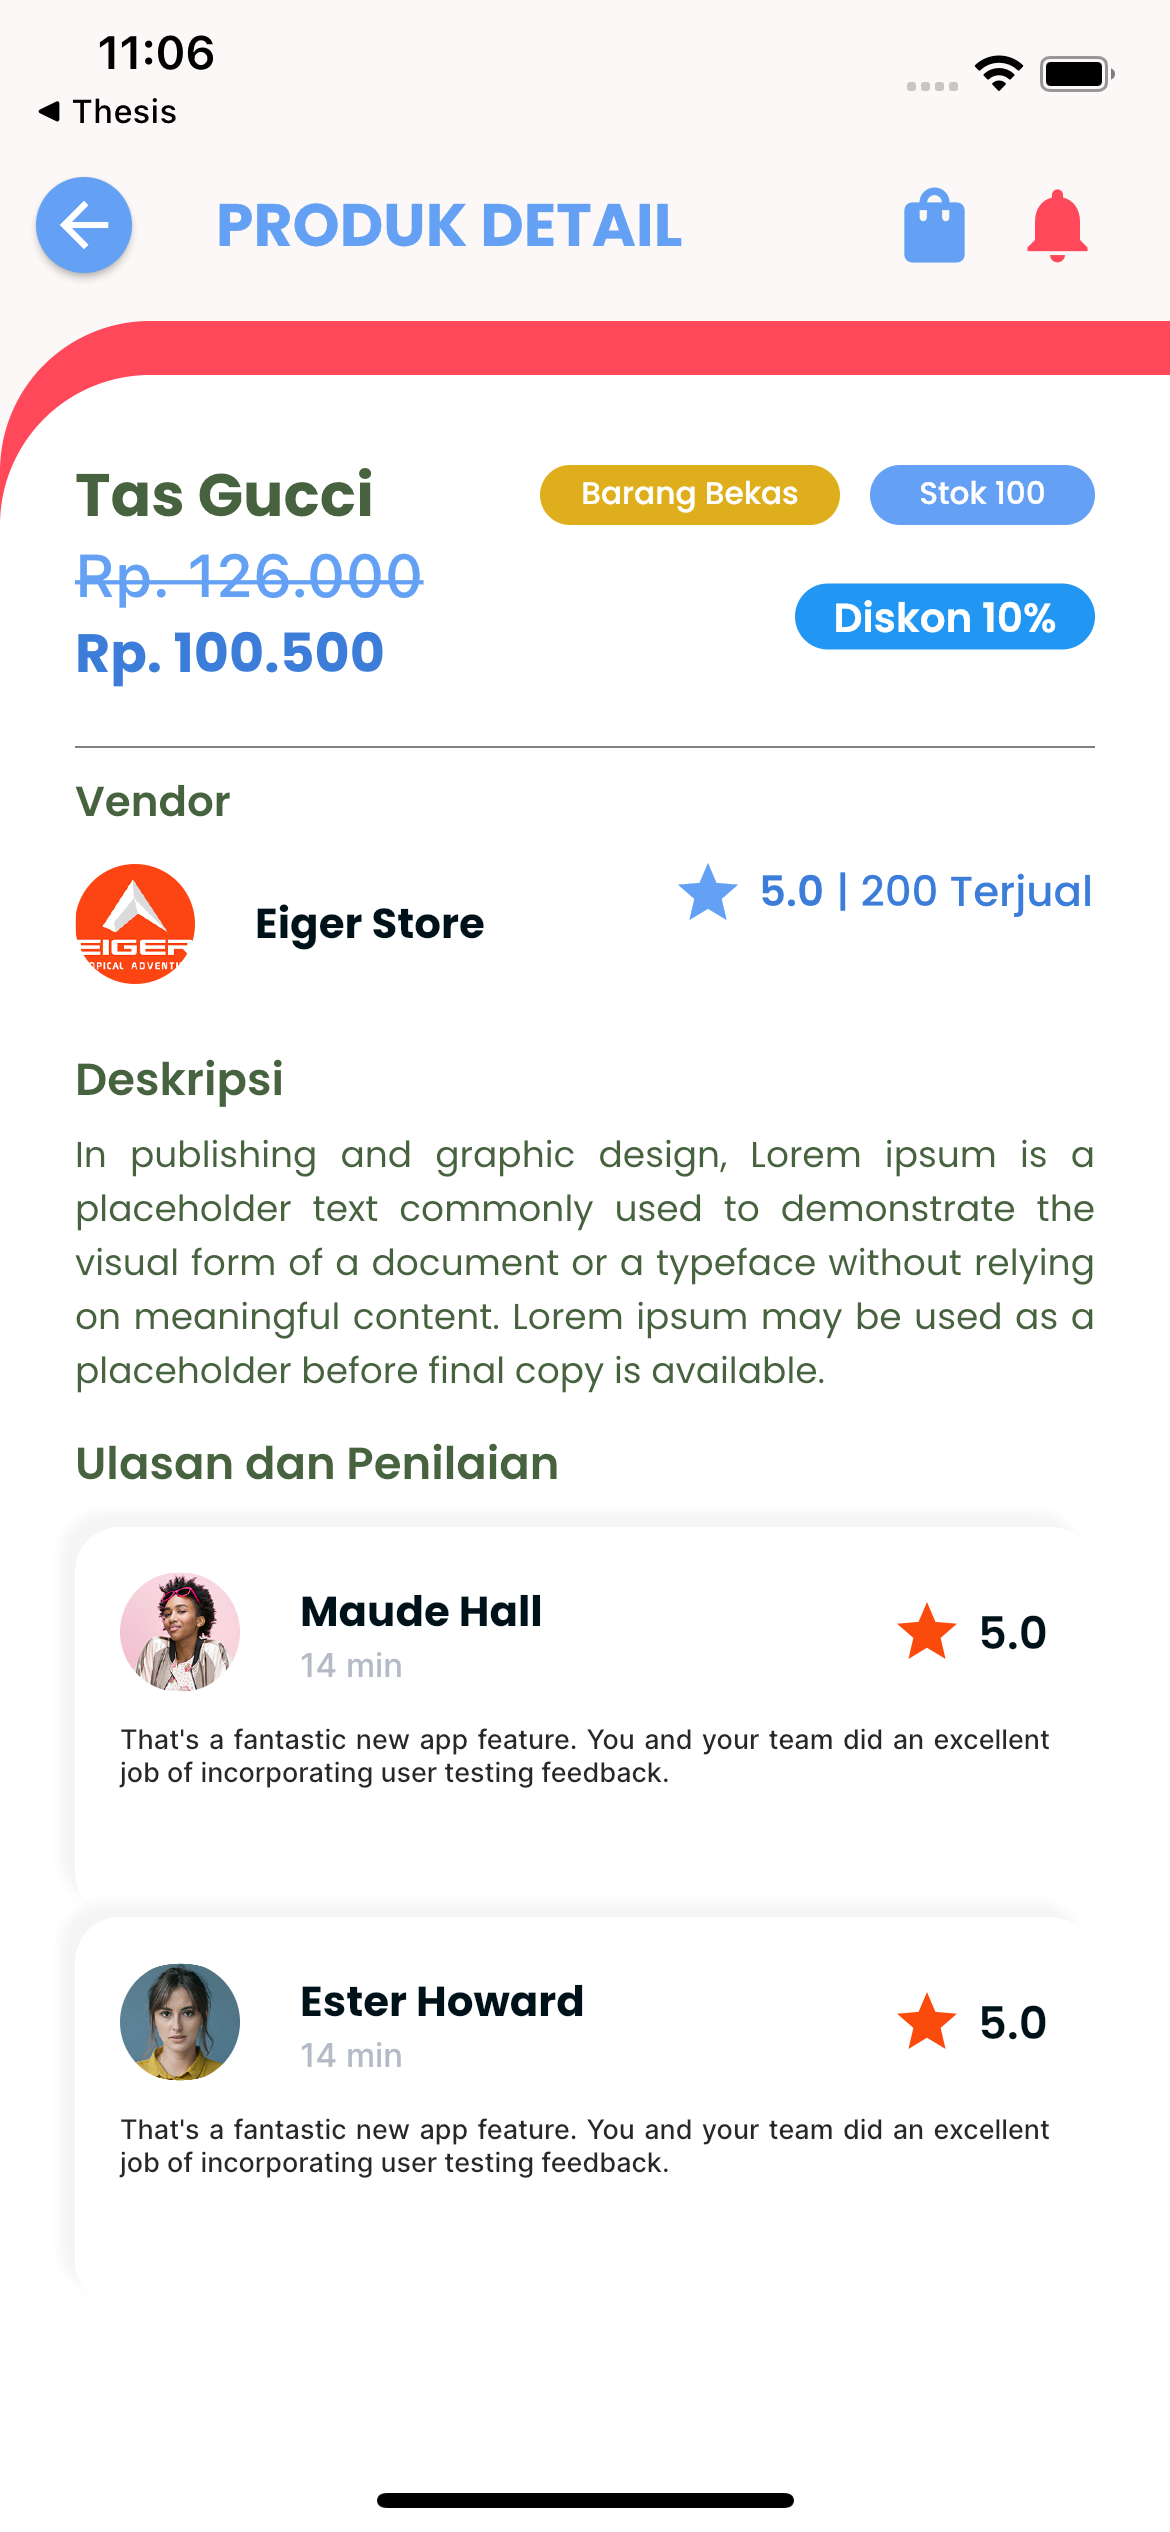 11:06
◀ Thesis
PRODUK DETAIL
Tas Gucci
Barang Bekas
Stok 100
Rp. 126.000
Diskon 10%
Rp. 100.500
Vendor
EIGER
Eiger Store
5.0 | 200 Terjual
Deskripsi
In publishing and graphic design, Lorem ipsum is a
placeholder text commonly used to demonstrate the
visual form of a document or a typeface without relying
on meaningful content. Lorem ipsum may be used as a
placeholder before final copy is available.
Ulasan dan Penilaian
Maude Hall
5.0
14 min
That's a fantastic new app feature. You and your team did an excellent
job of incorporating user testing feedback.
Ester Howard
5.0
14 min
That's a fantastic new app feature. You and your team did an excellent
job of incorporating user testing feedback.